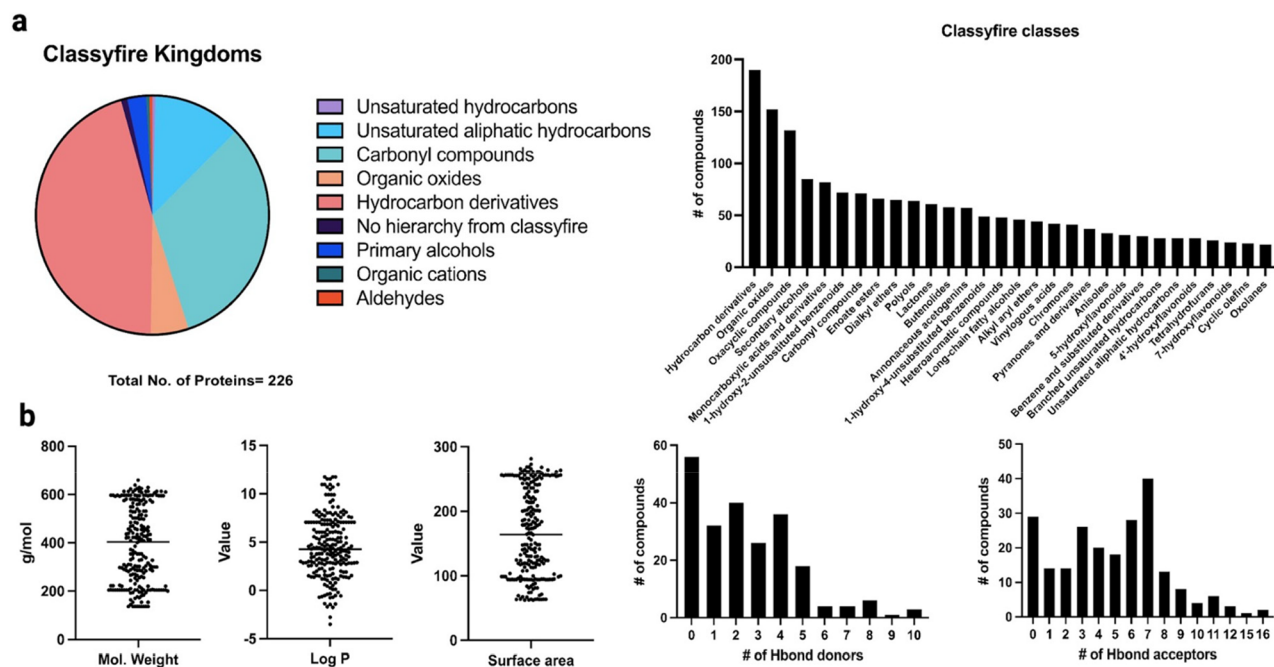 a
Classyfire Kingdoms
Unsaturated hydrocarbons
Unsaturated aliphatic hydrocarbons
Carbonyl compounds
Organic oxides
Hydrocarbon derivatives
No hierarchy from classyfire
Primary alcohols
Organic cations
Aldehydes
Total No. of Proteins= 226
Classyfire classes
# of compounds
200
150
100
50
0
Hydrocarbon derivatives
Organic oxides
Oxacyclic compounds
Secondary alcohols
Monocarboxylic acids and derivatives
1-hydroxy-2-unsubstituted benzenoids
Carbonyl compounds
Enoate esters
Dialkyl ethers
Polyols
Lactones
Butenolides
Annonaceous acetogenins
1-hydroxy-4-unsubstituted benzenoids
Heteroaromatic compounds
Long-chain fatty alcohols
Alkyl aryl ethers
Vinylogous acids
Chromones
Pyranones and derivatives
Anisoles
5-hydroxyflavonoids
Benzene and substituted derivatives
Branched unsaturated hydrocarbons
Unsaturated aliphatic hydrocarbons
4'-hydroxyflavonoids
Tetrahydrofurans
7-hydroxyflavonoids
Cyclic olefins
Oxolanes
b
g/mol
800
600
400
200
0
Mol. Weight
Value
15
10
5
0
-5
Log P
Value
300
200
100
0
Surface area
# of compounds
60
40
20
0
0 1 2 3 4 5 6 7 8 9 10
# of Hbond donors
# of compounds
50
40
30
20
10
0
0 1 2 3 4 5 6 7 8 9 10 11 12 15 16
# of Hbond acceptors